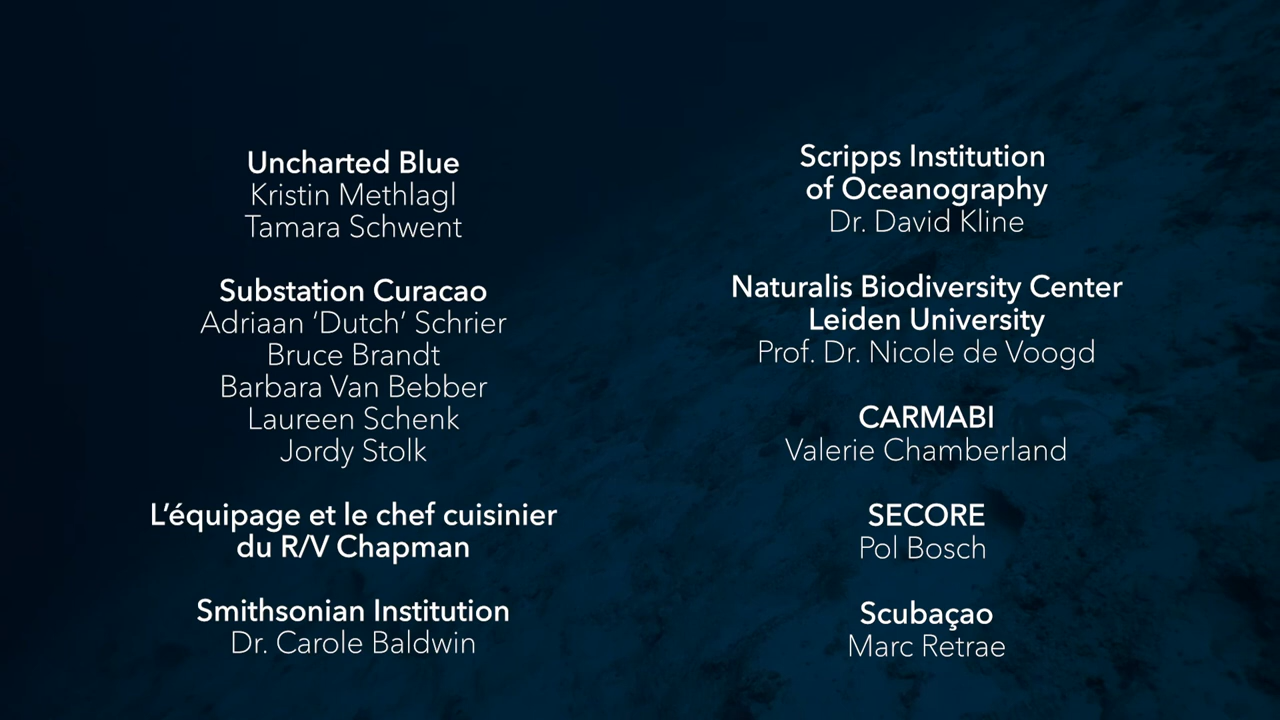 Uncharted Blue
Kristin Methlagl
Tamara Schwent
Substation Curacao
Adriaan ‘Dutch’ Schrier
Bruce Brandt
Barbara Van Bebber
Laureen Schenk
Jordy Stolk
L’équipage et le chef cuisinier
du R/V Chapman
Smithsonian Institution
Dr. Carole Baldwin
Scripps Institution
of Oceanography
Dr. David Kline
Naturalis Biodiversity Center
Leiden University
Prof. Dr. Nicole de Voogd
CARMABI
Valerie Chamberland
SECORE
Pol Bosch
Scubaçao
Marc Retrae